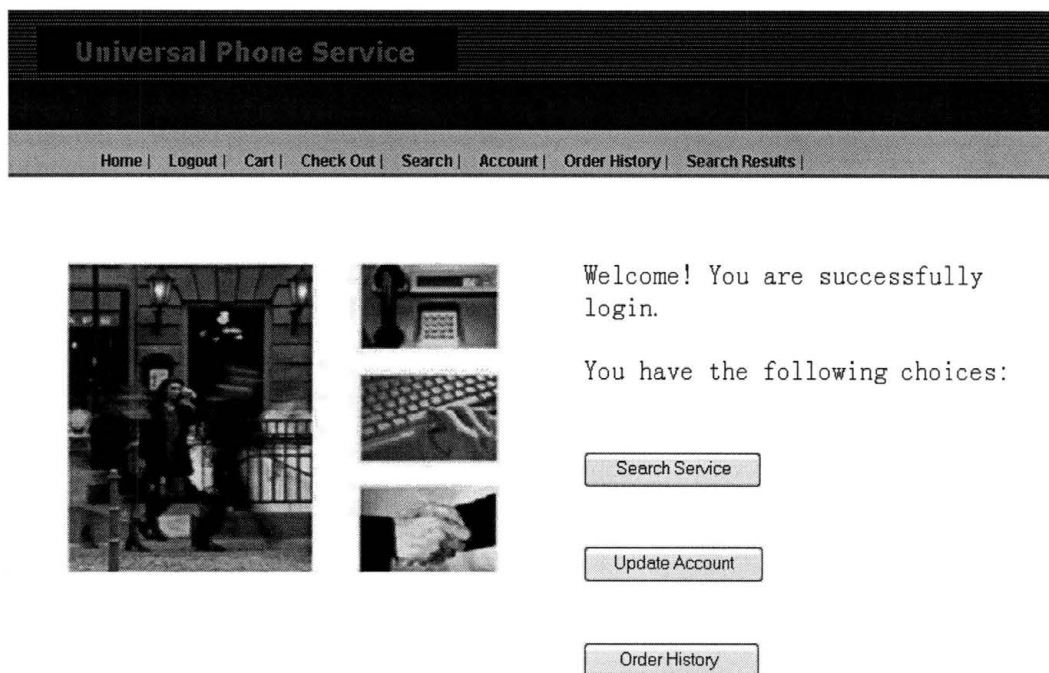 Universal Phone Service
Home | Logout | Cart | Check Out | Search | Account | Order History | Search Results |
Welcome! You are successfully
login.
You have the following choices:
Search Service
Update Account
Order History